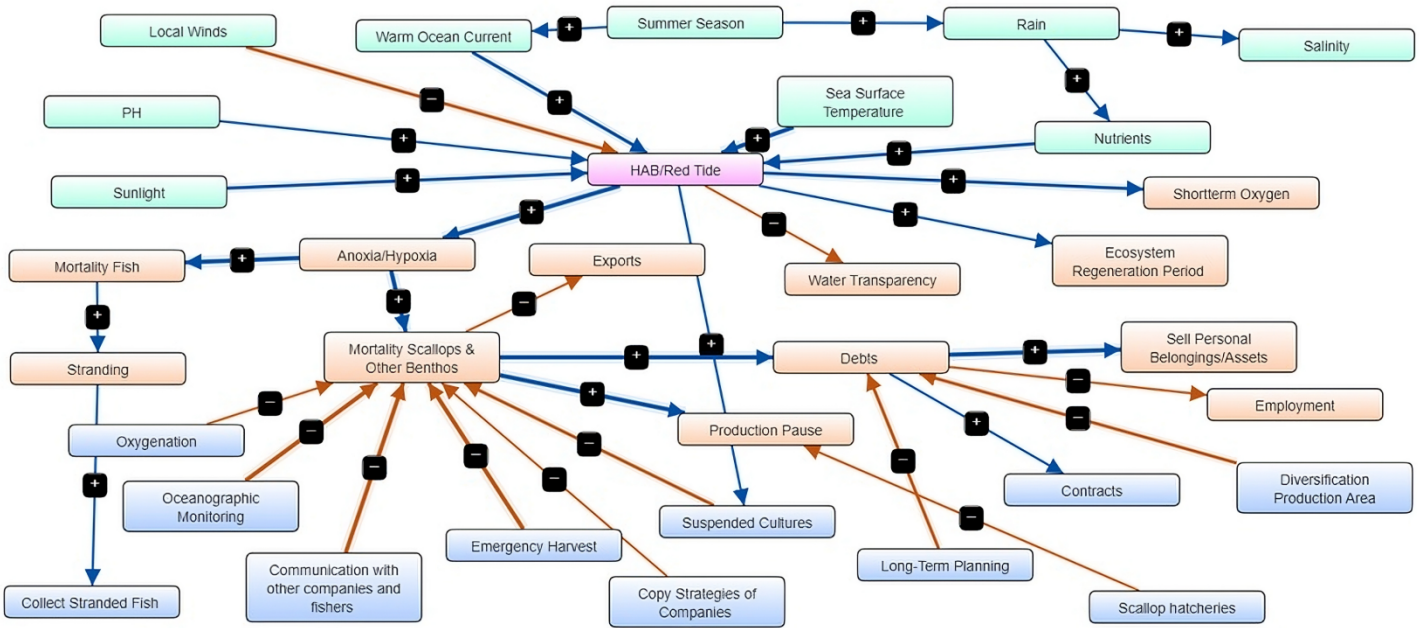 Local Winds
Warm Ocean Current
+
Summer Season
+
Rain
+
Salinity
PH
−
+
Sea Surface
Temperature
+
+
+
+
Nutrients
HAB/Red Tide
Sunlight
+
+
Shortterm Oxygen
+
−
+
Mortality Fish
+
Anoxia/Hypoxia
Exports
Water Transparency
Ecosystem
Regeneration Period
+
+
−
Mortality Scallops &
Other Benthos
+
+
Debts
+
Sell Personal
Belongings/Assets
Stranding
−
+
−
Employment
Oxygenation
−
−
Production Pause
+
−
+
−
−
−
−
Oceanographic
Monitoring
Contracts
Diversification
Production Area
Suspended Cultures
−
Emergency Harvest
Communication with
other companies and
fishers
Long-Term Planning
Collect Stranded Fish
Copy Strategies of
Companies
Scallop hatcheries